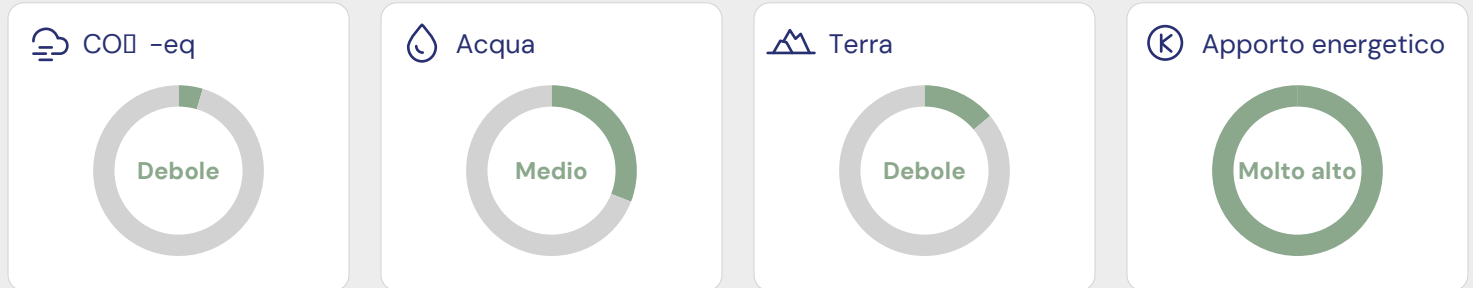 CO▯ -eq
Debole
Acqua
Medio
Terra
Debole
Apporto energetico
Molto alto